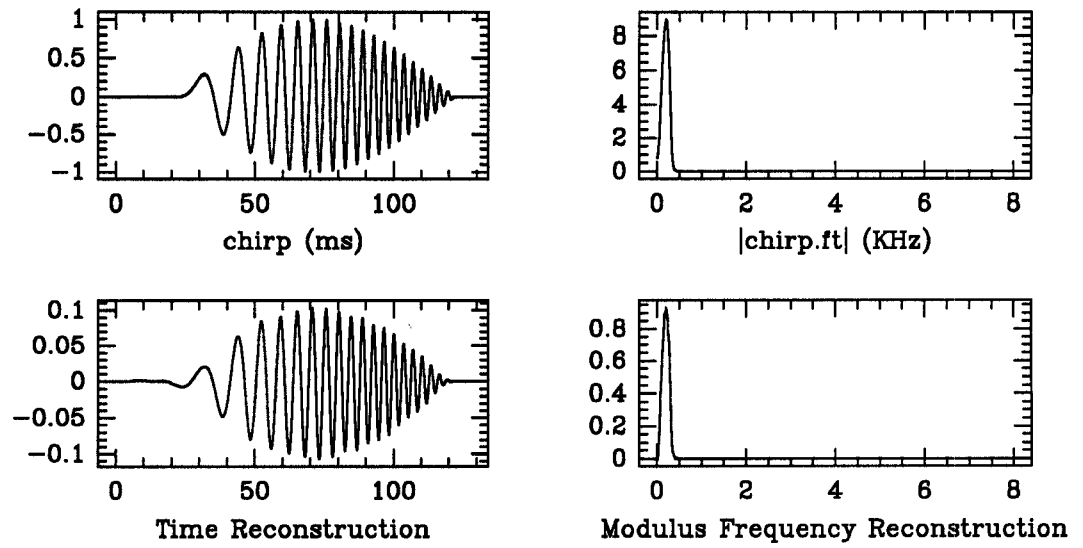 1
0.5
0
−0.5
−1
0 50 100
chirp (ms)
8
6
4
2
0
0 2 4 6 8
|chirp.ft| (KHz)
0.1
0.05
0
−0.05
−0.1
0 50 100
Time Reconstruction
0.8
0.6
0.4
0.2
0
0 2 4 6 8
Modulus Frequency Reconstruction